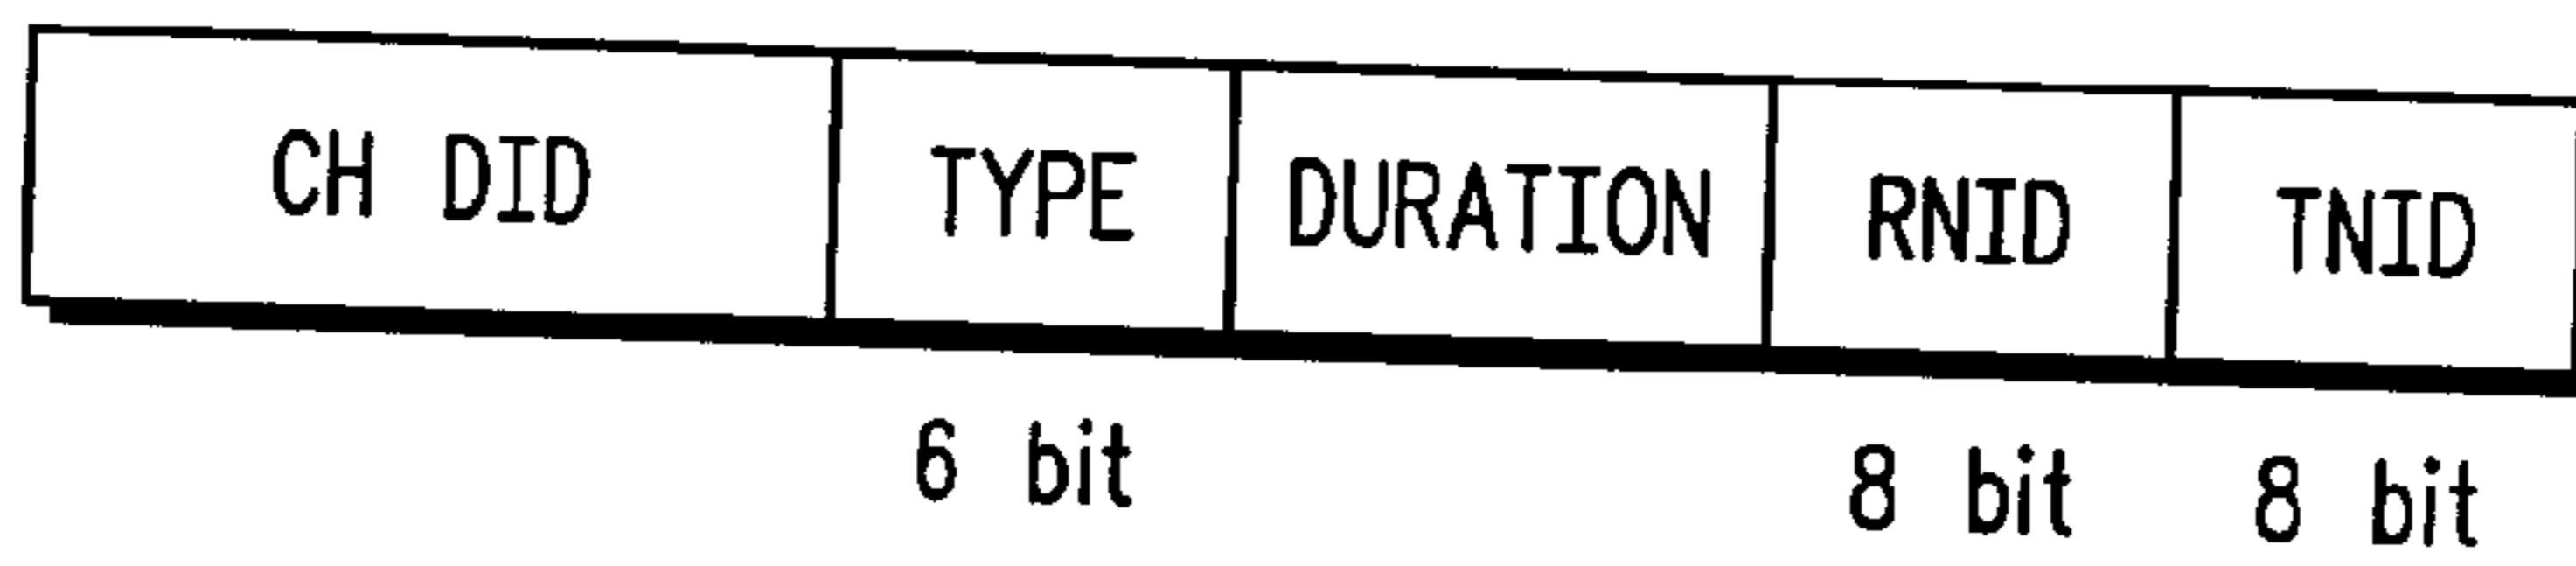 CH DID TYPE DURATION RNID TNID
6 bit 8 bit 8 bit